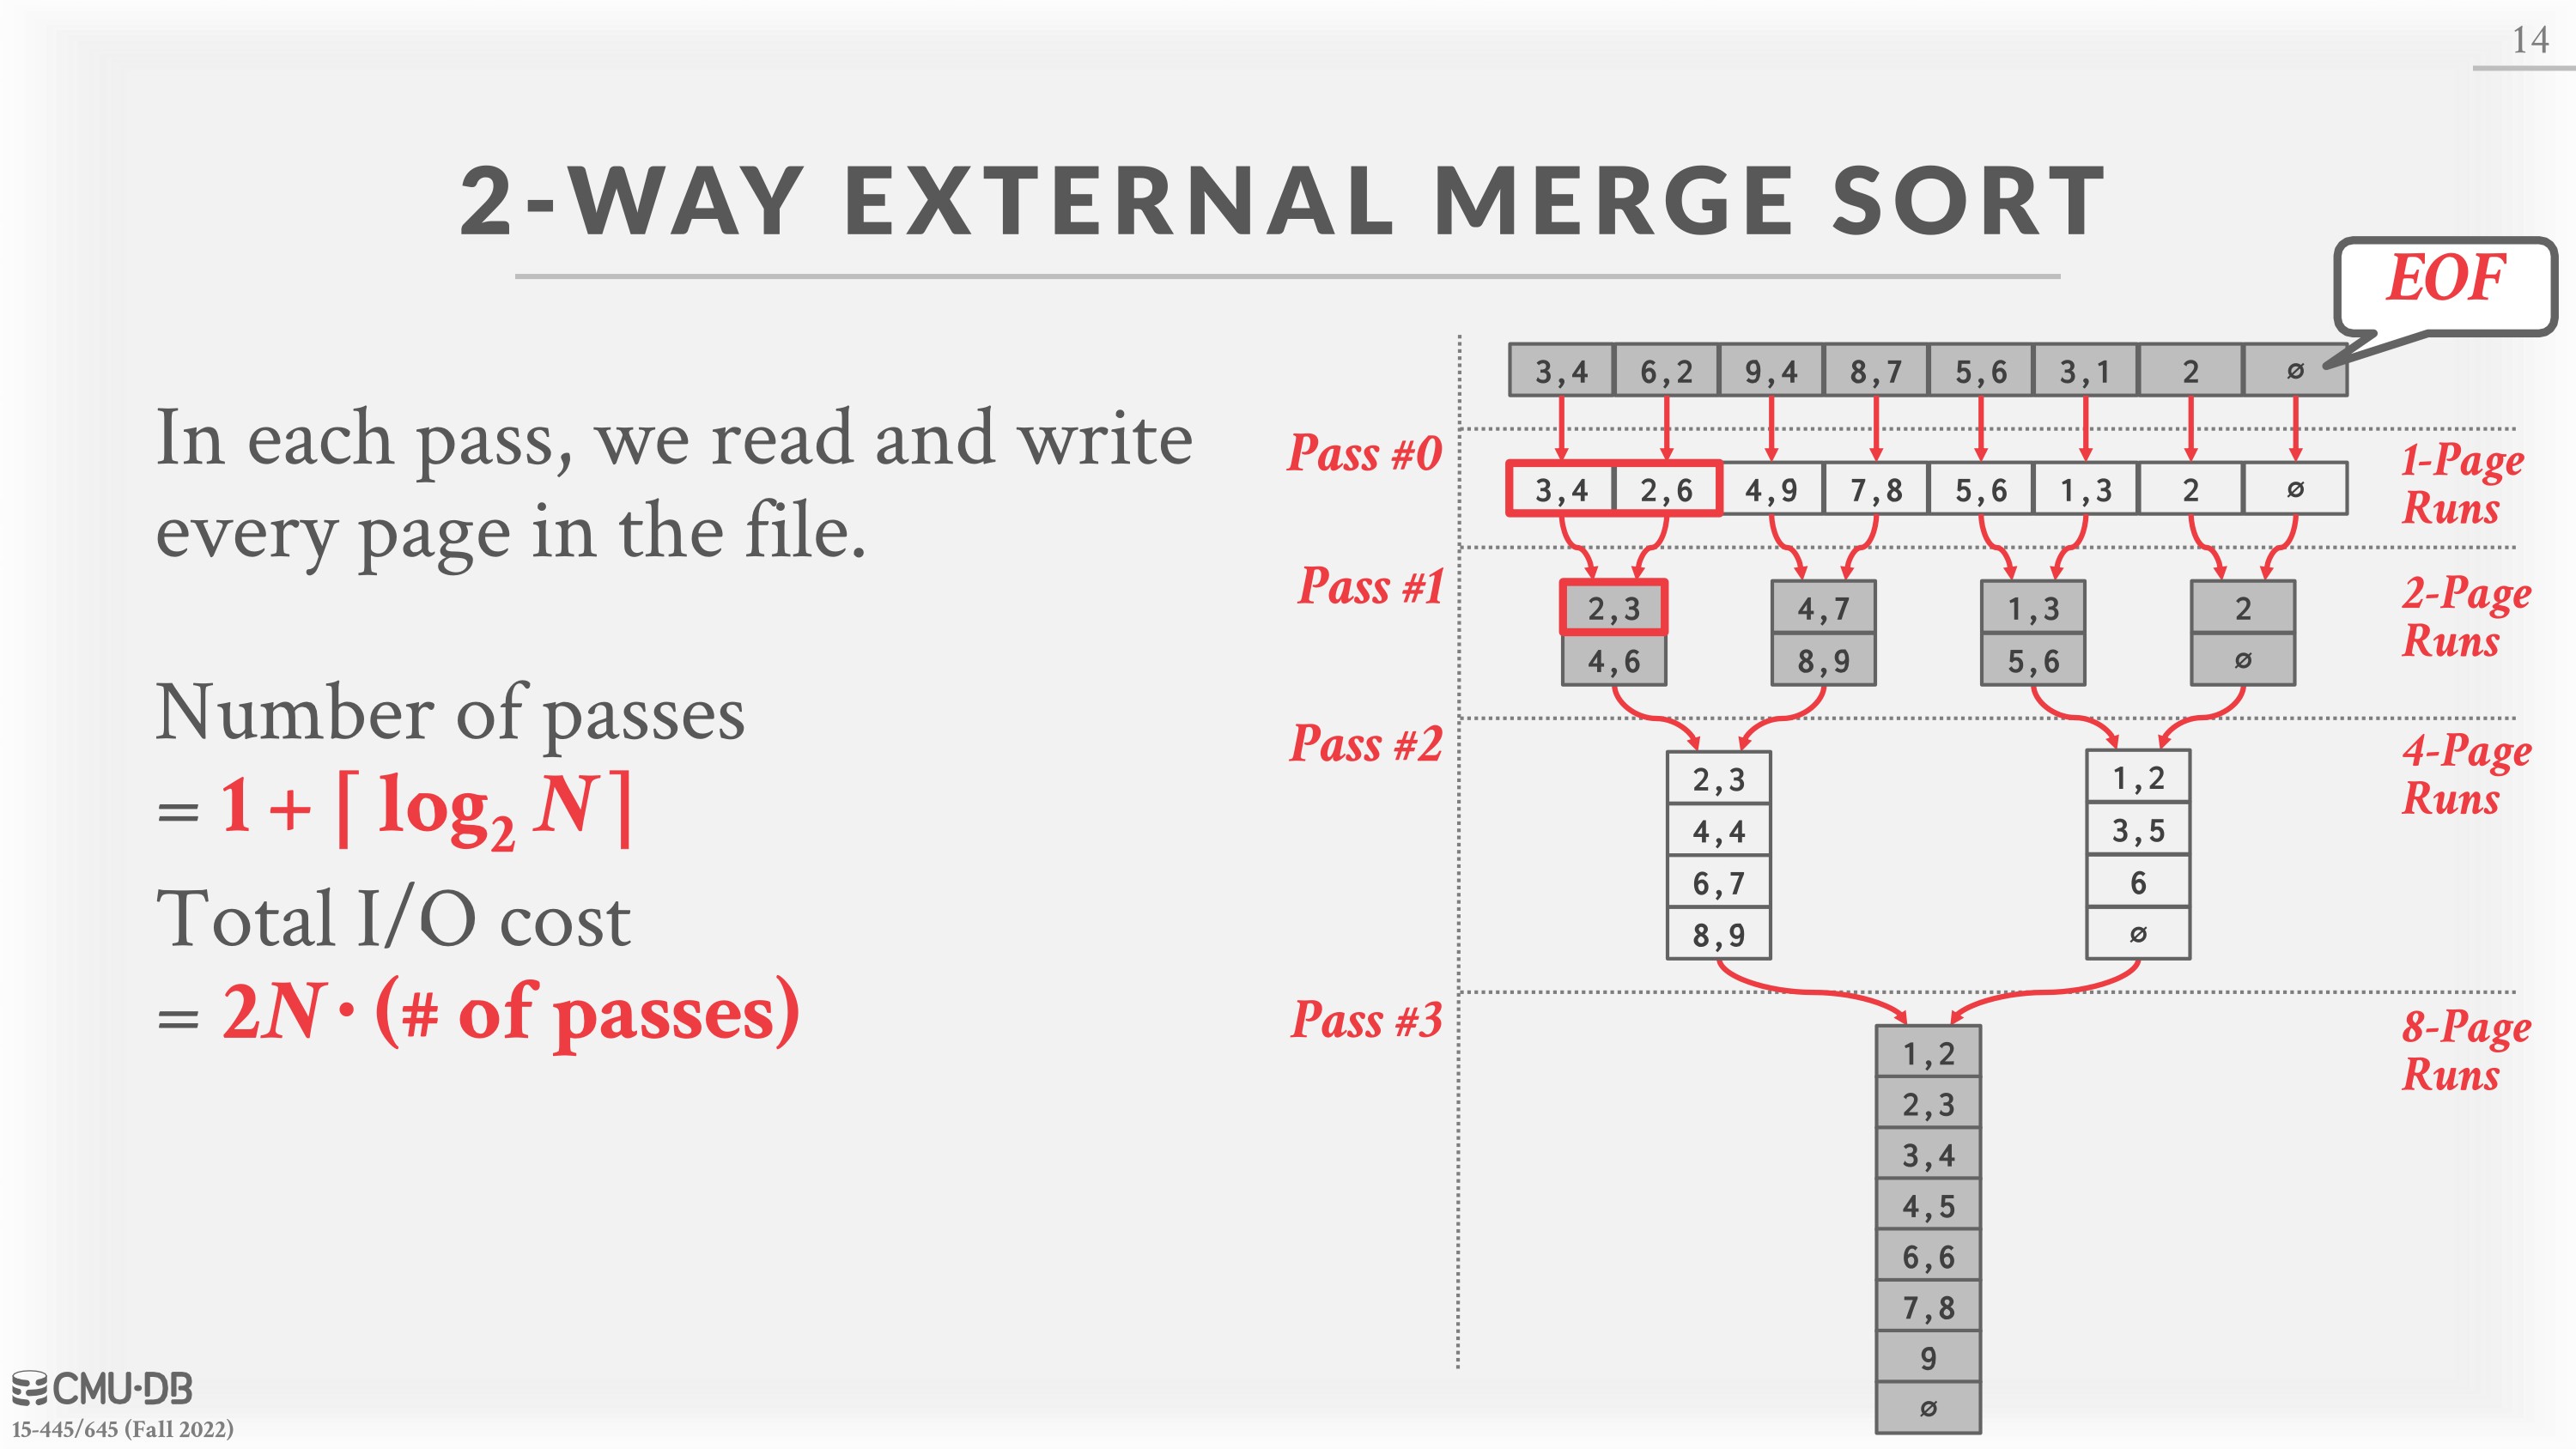 14
2-WAY EXTERNAL MERGE SORT
EOF
In each pass, we read and write
every page in the file.
Number of passes
= 1 + ⌈ log₂ N ⌉
Total I/O cost
= 2N · (# of passes)
3,4 6,2 9,4 8,7 5,6 3,1 2 ∅
Pass #0
3,4 2,6 4,9 7,8 5,6 1,3 2 ∅
1-Page
Runs
Pass #1
2,3 4,7 1,3 2
4,6 8,9 5,6 ∅
2-Page
Runs
Pass #2
2,3 1,2
4,4 3,5
6,7 6
8,9 ∅
4-Page
Runs
Pass #3
1,2
2,3
3,4
4,5
6,6
7,8
9
∅
8-Page
Runs
CMU·DB
15-445/645 (Fall 2022)